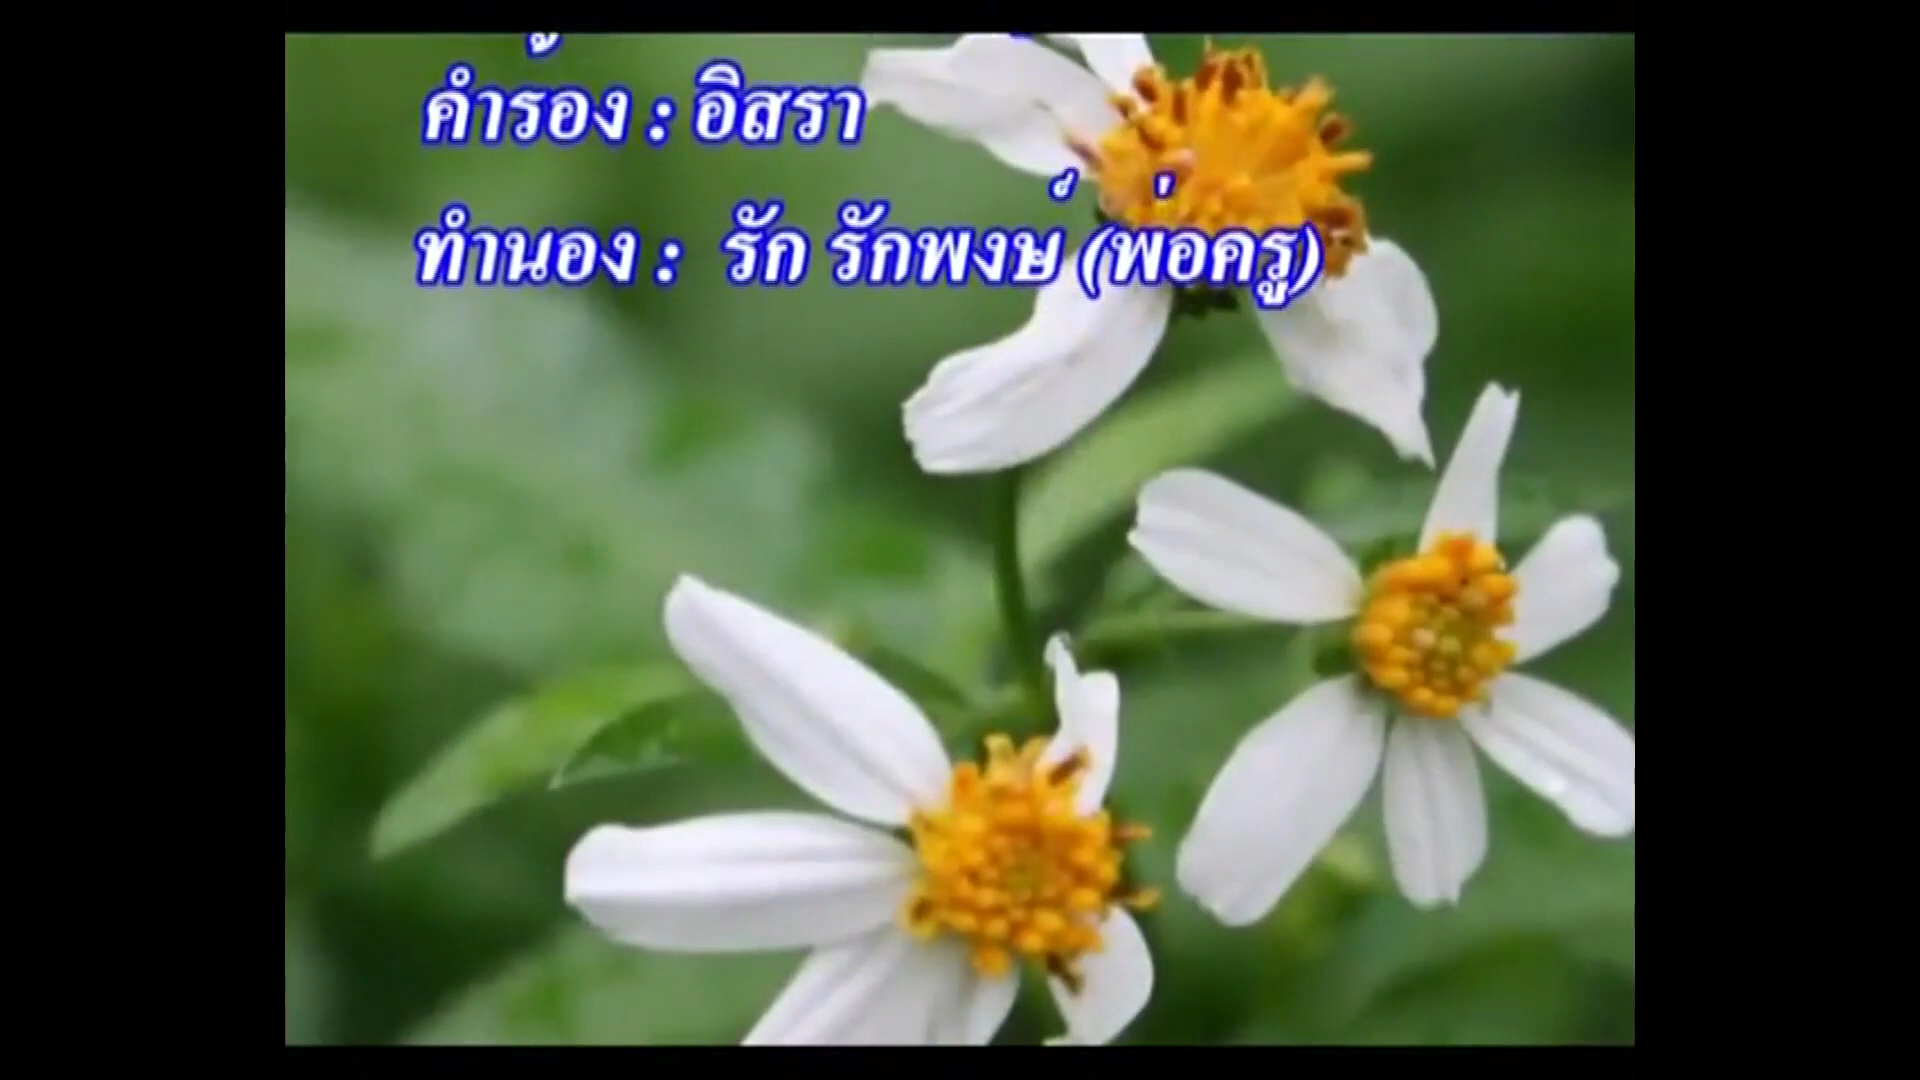 คำร้อง : อิสรา
ทำนอง : รัก รักพงษ์ (พ่อครู)